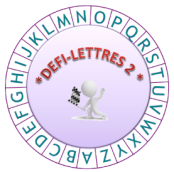 ABCDEFGHIJKLMNOPQRSTUVWXYZ
* DEFI-LETTRES 2 *